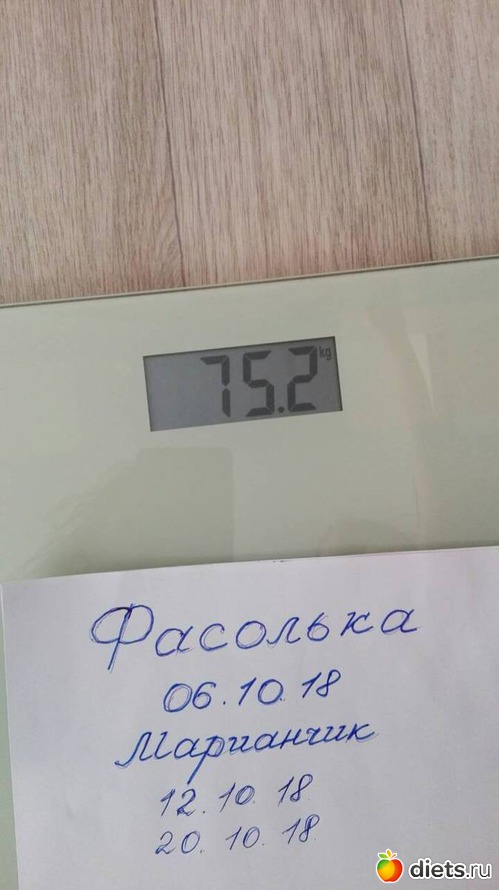 75.2 kg
Фасолька
06.10.18
Марианчик
12.10.18
20.10.18
diets.ru